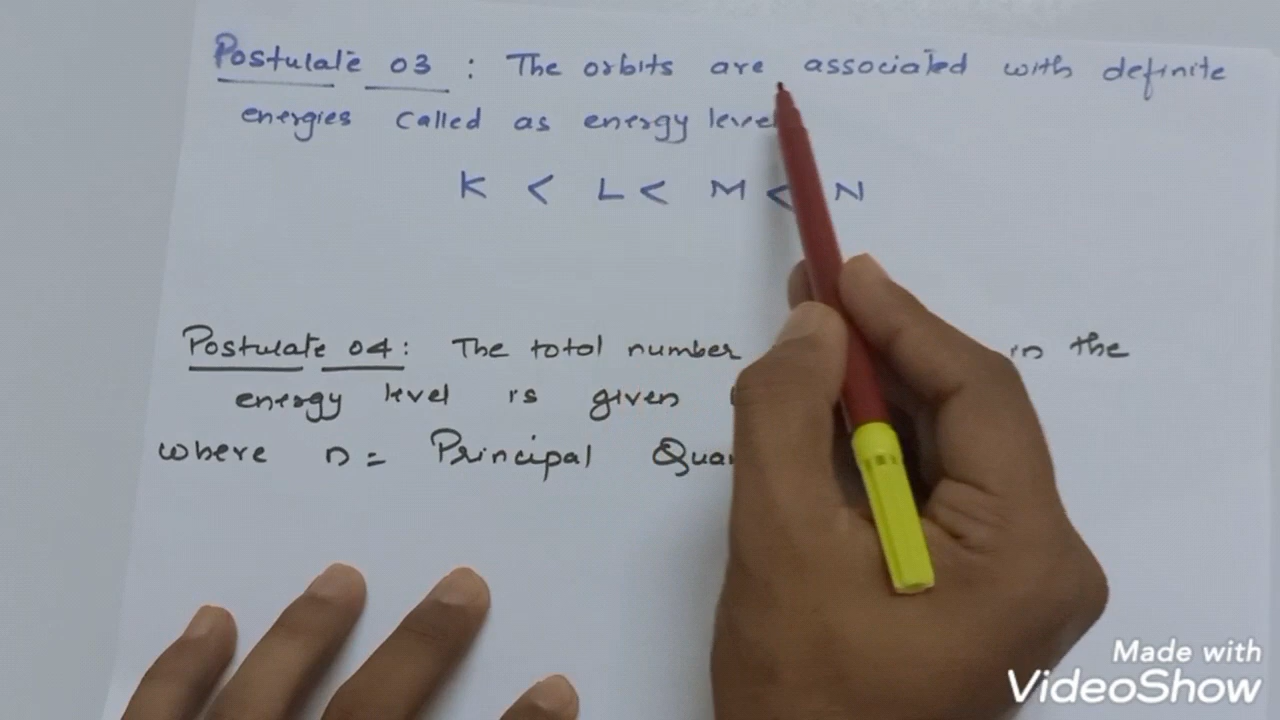 Postulate 03 : The orbits are associated with definite
energies called as energy level
K < L < M < N
Postulate 04: The total number in the
energy level is given
where n = Principal
Made with
VideoShow